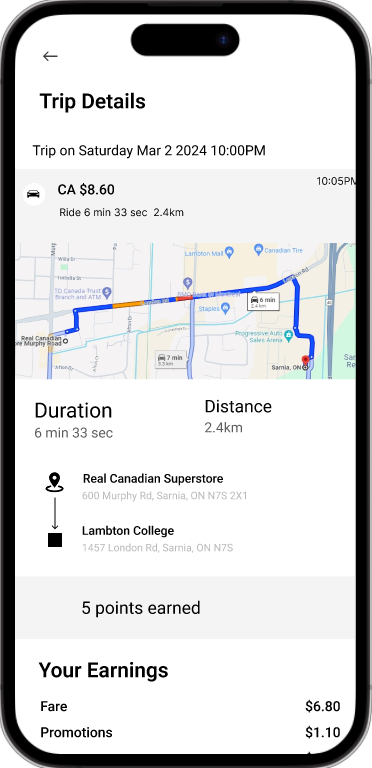 Trip Details
Trip on Saturday Mar 2 2024 10:00PM
10:05PM
CA $8.60
Ride 6 min 33 sec 2.4km
Lambton Mall
Canadian Tire
TD Canada Trust
Branch and ATM
6 min
2.4 km
Staples
Real Canadian
ore Murphy Road
Progressive Auto
Sales Arena
7 min
Sarnia, ON
Sar
Ne
Duration
Distance
6 min 33 sec
2.4km
Real Canadian Superstore
600 Murphy Rd, Sarnia, ON N7S 2X1
Lambton College
1457 London Rd, Sarnia, ON N7S
5 points earned
Your Earnings
Fare $6.80
Promotions $1.10